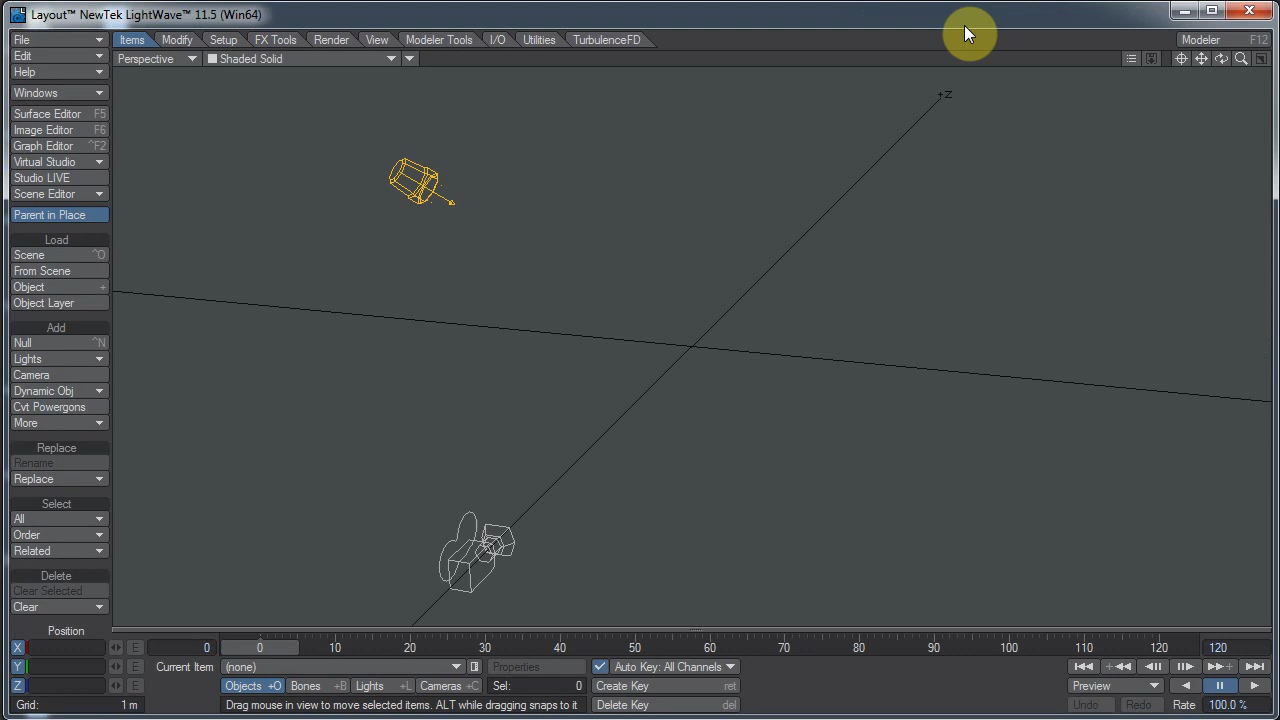 Layout™ NewTek LightWave™ 11.5 (Win64)
File
Items Modify Setup FX Tools Render View Modeler Tools I/O Utilities TurbulenceFD
Modeler F12
Edit
Perspective Shaded Solid
Help
Windows
+Z
Surface Editor F5
Image Editor F6
Graph Editor ^F2
Virtual Studio
Studio LIVE
Scene Editor
Parent in Place
Load
Scene ^O
From Scene
Object +
Object Layer
Add
Null ^N
Lights
Camera
Dynamic Obj
Cvt Powergons
More
Replace
Rename
Replace
Select
All
Order
Related
Delete
Clear Selected
Clear
Position
X E 0 0 10 20 30 40 50 60 70 80 90 100 110 120 120
Y E Current Item (none) Properties Auto Key: All Channels
Z E Objects +O Bones +B Lights +L Cameras +C Sel: 0 Create Key ret Preview
Grid: 1 m Drag mouse in view to move selected items. ALT while dragging snaps to it Delete Key del Undo Redo Rate 100.0 %